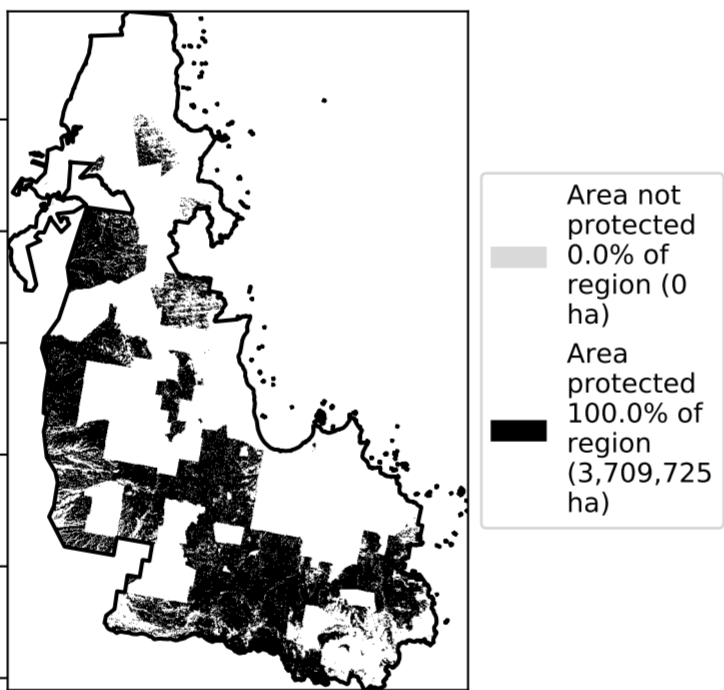 Area not
protected
0.0% of
region (0
ha)
Area
protected
100.0% of
region
(3,709,725
ha)